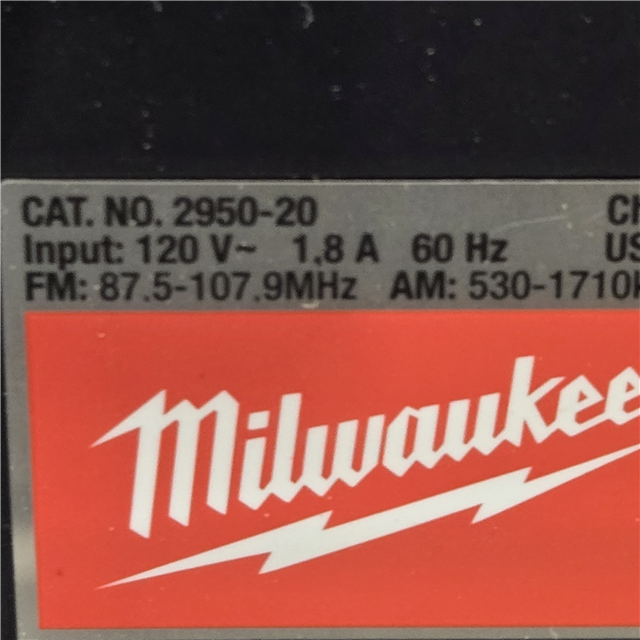 CAT. NO. 2950-20
Input: 120 V~ 1.8 A 60 Hz
FM: 87.5-107.9MHz AM: 530-1710
Milwaukee